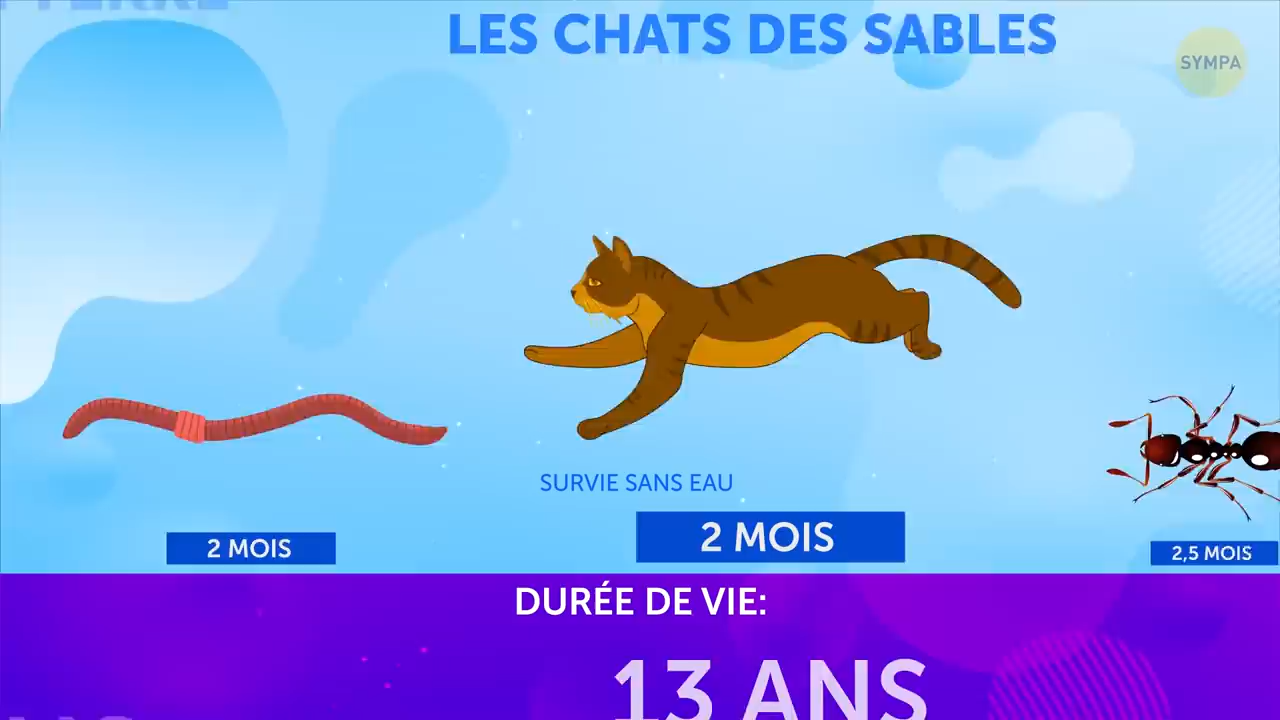 LES CHATS DES SABLES
SYMPA
SURVIE SANS EAU
2 MOIS
2 MOIS
2,5 MOIS
DURÉE DE VIE:
13 ANS